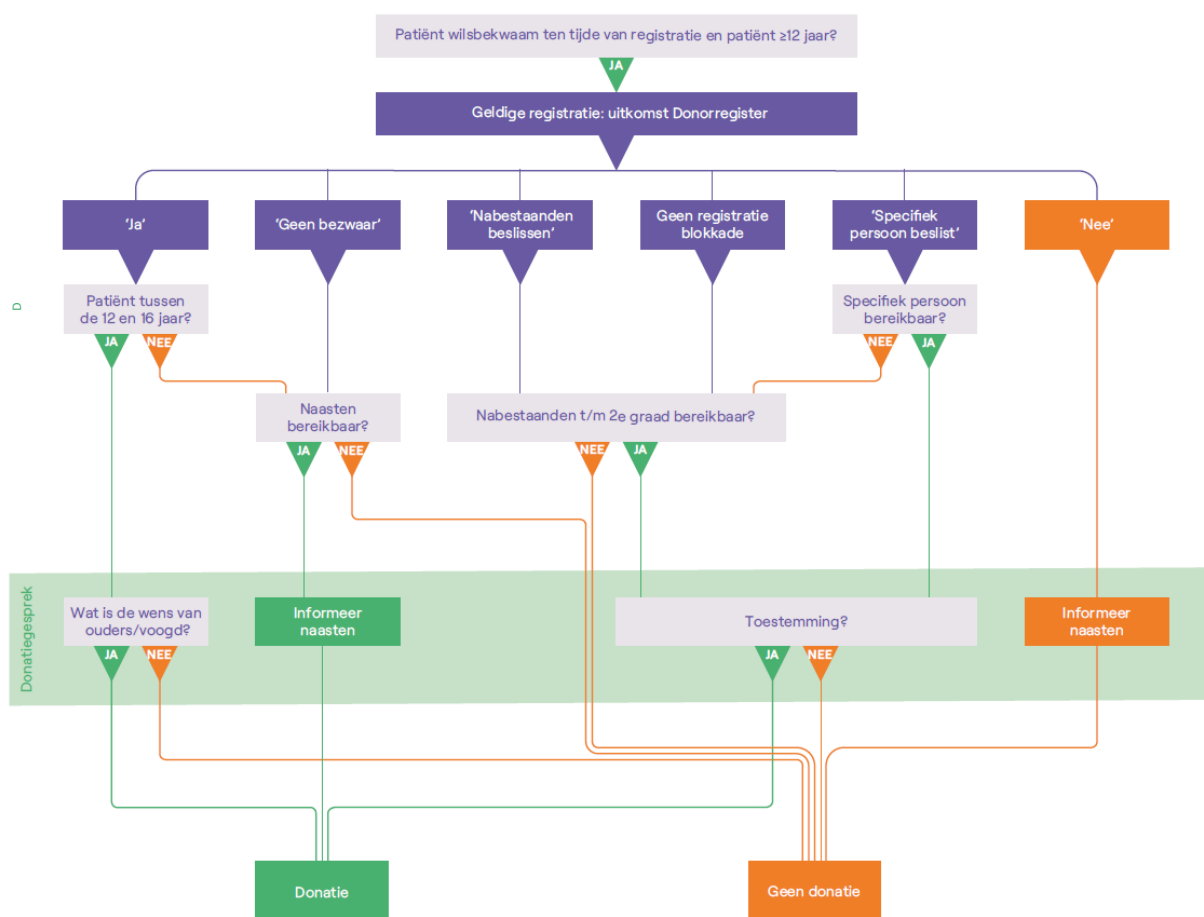 Patiënt wilsbekwaam ten tijde van registratie en patiënt ≥12 jaar?
JA
Geldige registratie: uitkomst Donorregister
'Ja'
'Geen bezwaar'
'Nabestaanden
beslissen'
Geen registratie
blokkade
'Specifiek
persoon beslist'
'Nee'
D
Patiënt tussen
de 12 en 16 jaar?
JA
NEE
Specifiek persoon
bereikbaar?
NEE
JA
Naasten
bereikbaar?
JA
NEE
Nabestaanden t/m 2e graad bereikbaar?
NEE
JA
Donatiegesprek
Wat is de wens van
ouders/voogd?
JA
NEE
Informeer
naasten
Toestemming?
JA
NEE
Informeer
naasten
Donatie
Geen donatie